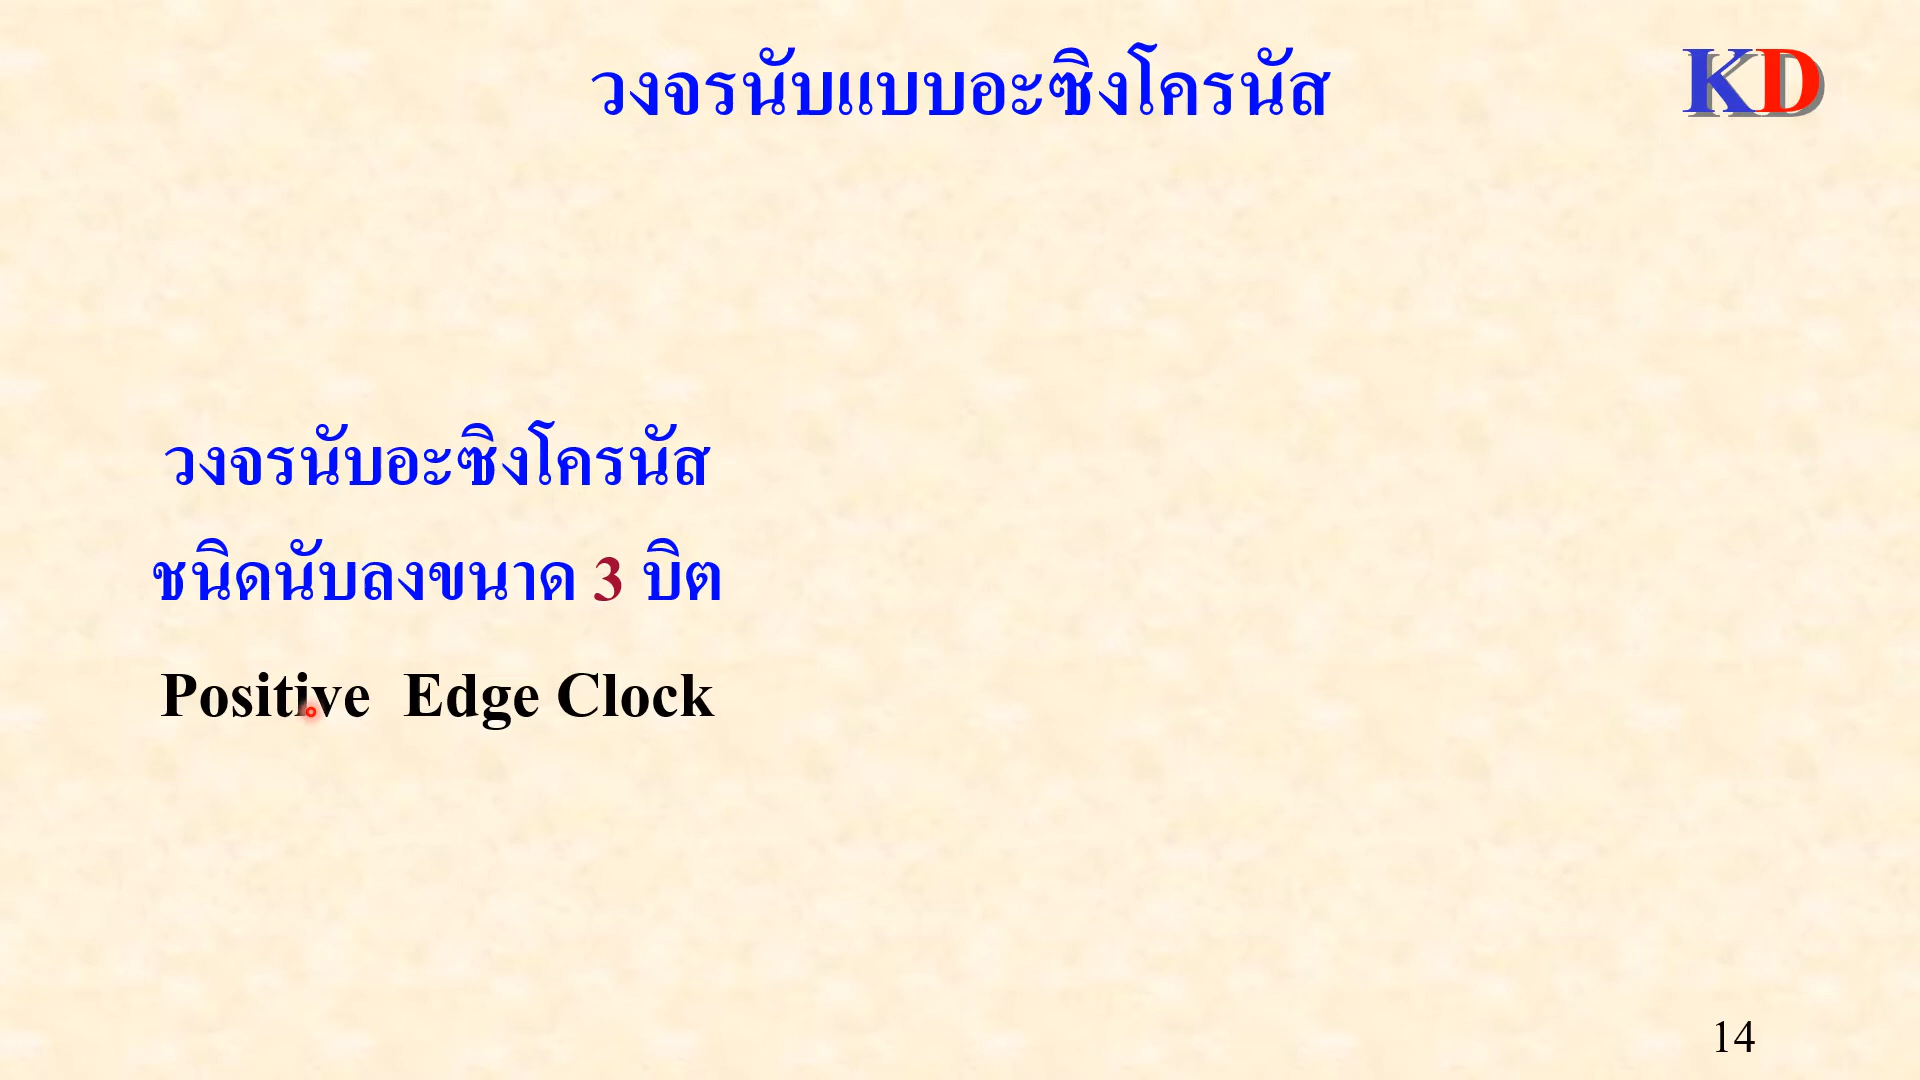 วงจรนับแบบอะซิงโครนัส
KD
วงจรนับอะซิงโครนัส
ชนิดนับลงขนาด 3 บิต
Positive Edge Clock
14